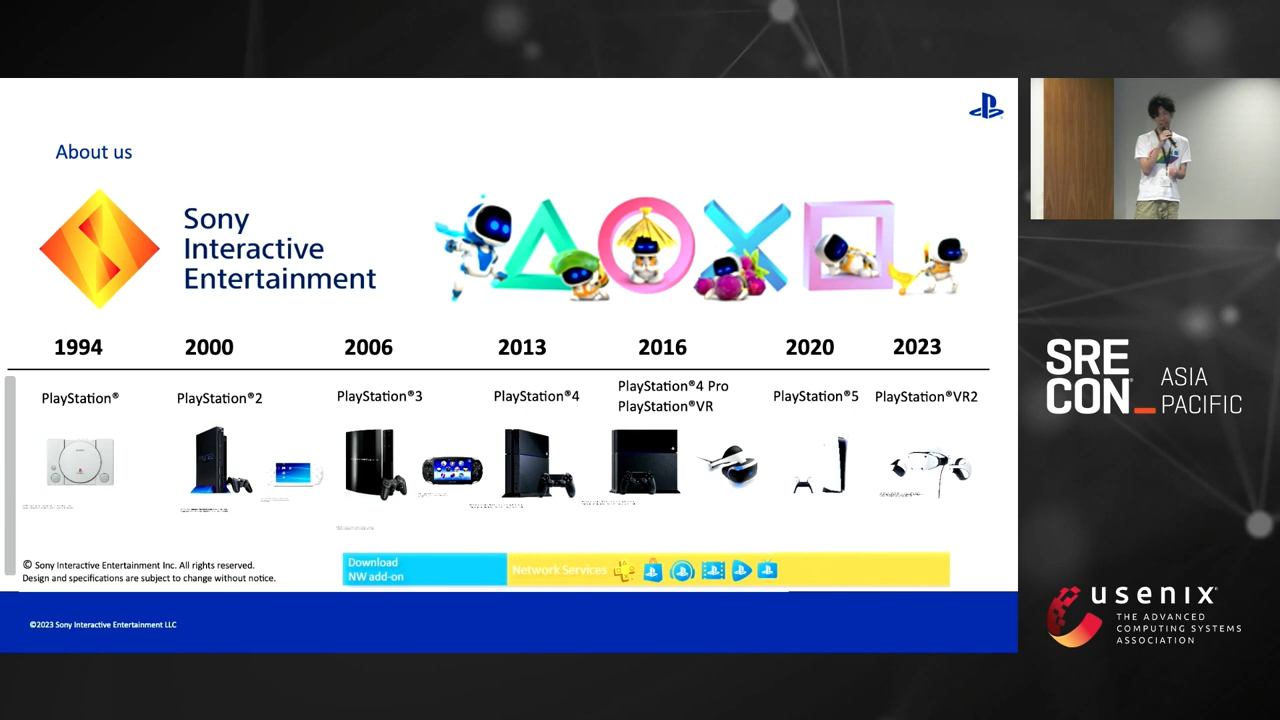 About us
Sony
Interactive
Entertainment
1994
2000
2006
2013
2016
2020
2023
PlayStation®
PlayStation®2
PlayStation®3
PlayStation®4
PlayStation®4 Pro
PlayStation®VR
PlayStation®5
PlayStation®VR2
© Sony Interactive Entertainment Inc. All rights reserved.
Design and specifications are subject to change without notice.
Download
NW add-on
Network Services
©2023 Sony Interactive Entertainment LLC
SRE
CON
ASIA
PACIFIC
usenix
THE ADVANCED
COMPUTING SYSTEMS
ASSOCIATION